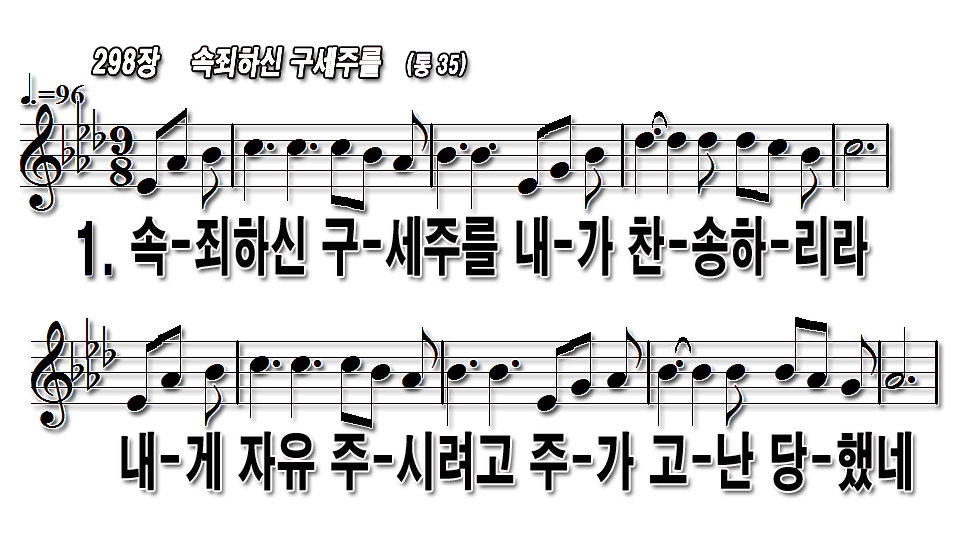 298장 속죄하신 구세주를 (통 35)
♩.=96
9
8
1. 속-죄하신 구-세주를 내-가 찬-송하-리라
내-게 자유 주-시려고 주-가 고-난 당-했네